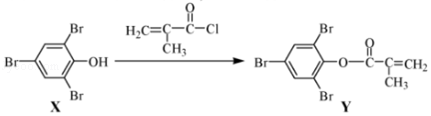 O
H₂C=C-C-Cl
CH₃
Br
Br
OH
Br
X
Br
O
Br
O-C-C=CH₂
CH₃
Br
Y